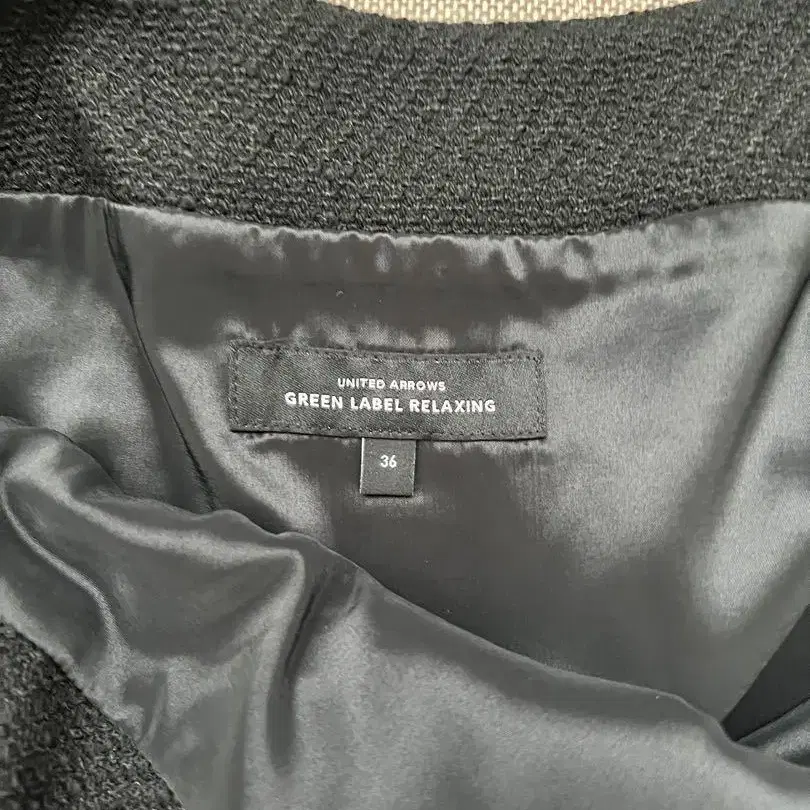 UNITED ARROWS
GREEN LABEL RELAXING
36